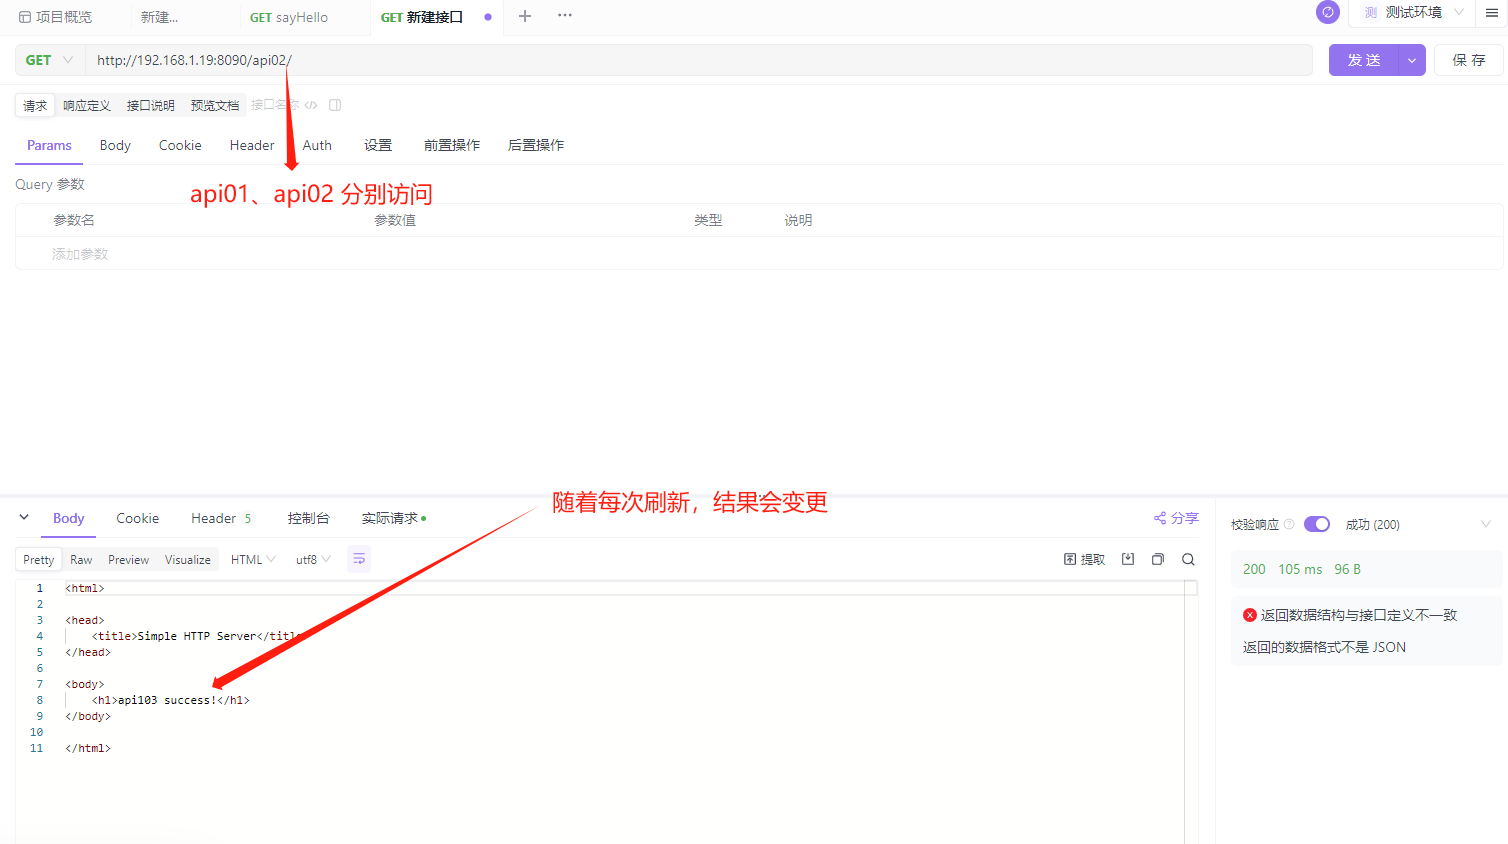 项目概览 新建... GET sayHello GET 新建接口 测 测试环境
GET http://192.168.1.19:8090/api02/ 发 送 保 存
请求 响应定义 接口说明 预览文档 接口名称
Params Body Cookie Header Auth 设置 前置操作 后置操作
Query 参数
api01、api02 分别访问
参数名 参数值 类型 说明
添加参数
随着每次刷新，结果会变更
Body Cookie Header 5 控制台 实际请求 分享
Pretty Raw Preview Visualize HTML utf8 提取
1 <html>
2
3 <head>
4 <title>Simple HTTP Server</title
5 </head>
6
7 <body>
8 <h1>api103 success!</h1>
9 </body>
10
11 </html>
校验响应 成功 (200)
200 105 ms 96 B
返回数据结构与接口定义不一致
返回的数据格式不是 JSON